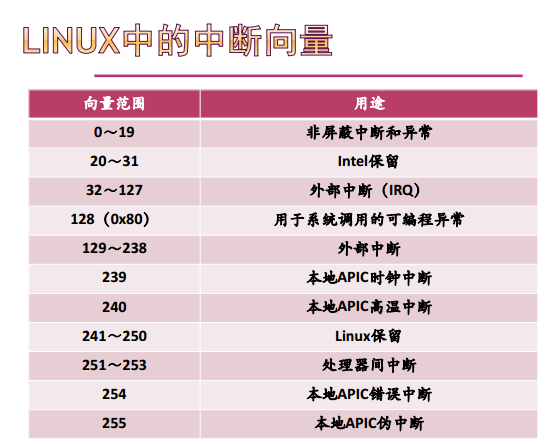 LINUX中的中断向量
向量范围 用途
0～19 非屏蔽中断和异常
20～31 Intel保留
32～127 外部中断（IRQ）
128（0x80） 用于系统调用的可编程异常
129～238 外部中断
239 本地APIC时钟中断
240 本地APIC高温中断
241～250 Linux保留
251～253 处理器间中断
254 本地APIC错误中断
255 本地APIC伪中断